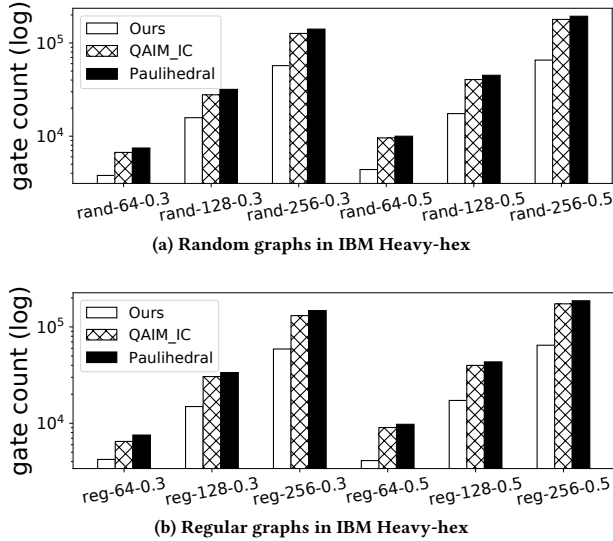 gate count (log)
10^5
10^4
Ours
QAIM_IC
Paulihedral
rand-64-0.3
rand-128-0.3
rand-256-0.3
rand-64-0.5
rand-128-0.5
rand-256-0.5
(a) Random graphs in IBM Heavy-hex
gate count (log)
10^5
10^4
Ours
QAIM_IC
Paulihedral
reg-64-0.3
reg-128-0.3
reg-256-0.3
reg-64-0.5
reg-128-0.5
reg-256-0.5
(b) Regular graphs in IBM Heavy-hex